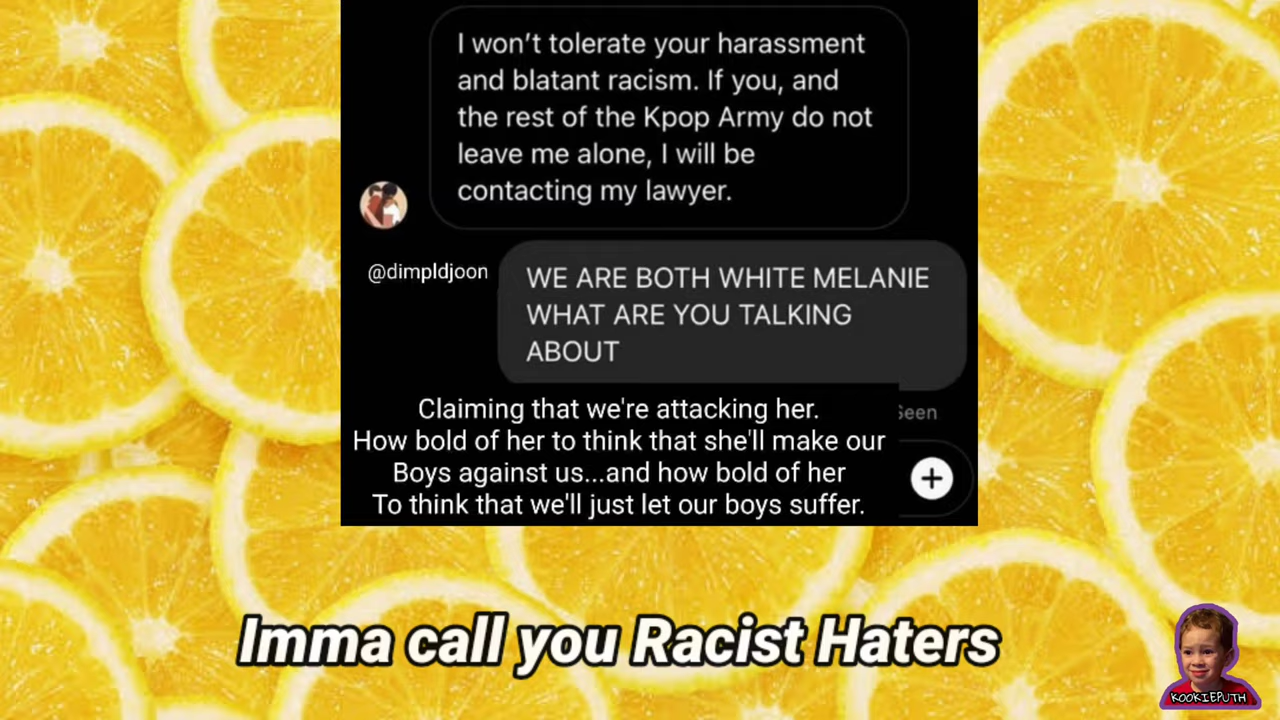 I won't tolerate your harassment
and blatant racism. If you, and
the rest of the Kpop Army do not
leave me alone, I will be
contacting my lawyer.
@dimpldjoon
WE ARE BOTH WHITE MELANIE
WHAT ARE YOU TALKING
ABOUT
Seen
Claiming that we're attacking her.
How bold of her to think that she'll make our
Boys against us...and how bold of her
To think that we'll just let our boys suffer.
Imma call you Racist Haters
KOOKIEPUTH